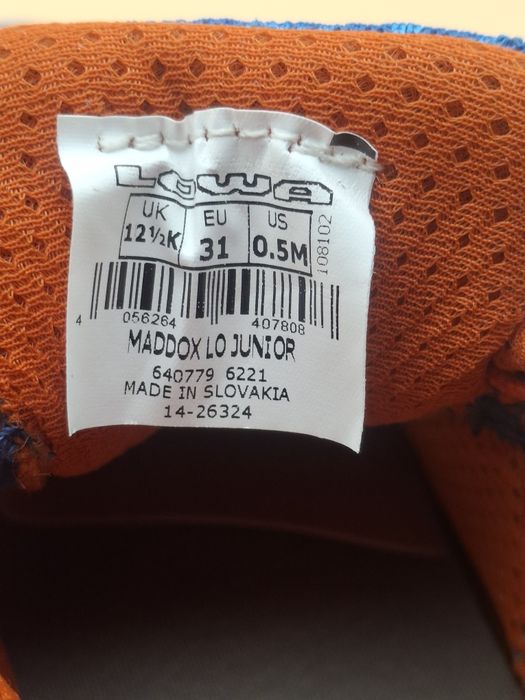 LOWA
UK EU US
12½K 31 0.5M
108102
4 056264 407808
MADDOX LO JUNIOR
640779 6221
MADE IN SLOVAKIA
14-26324